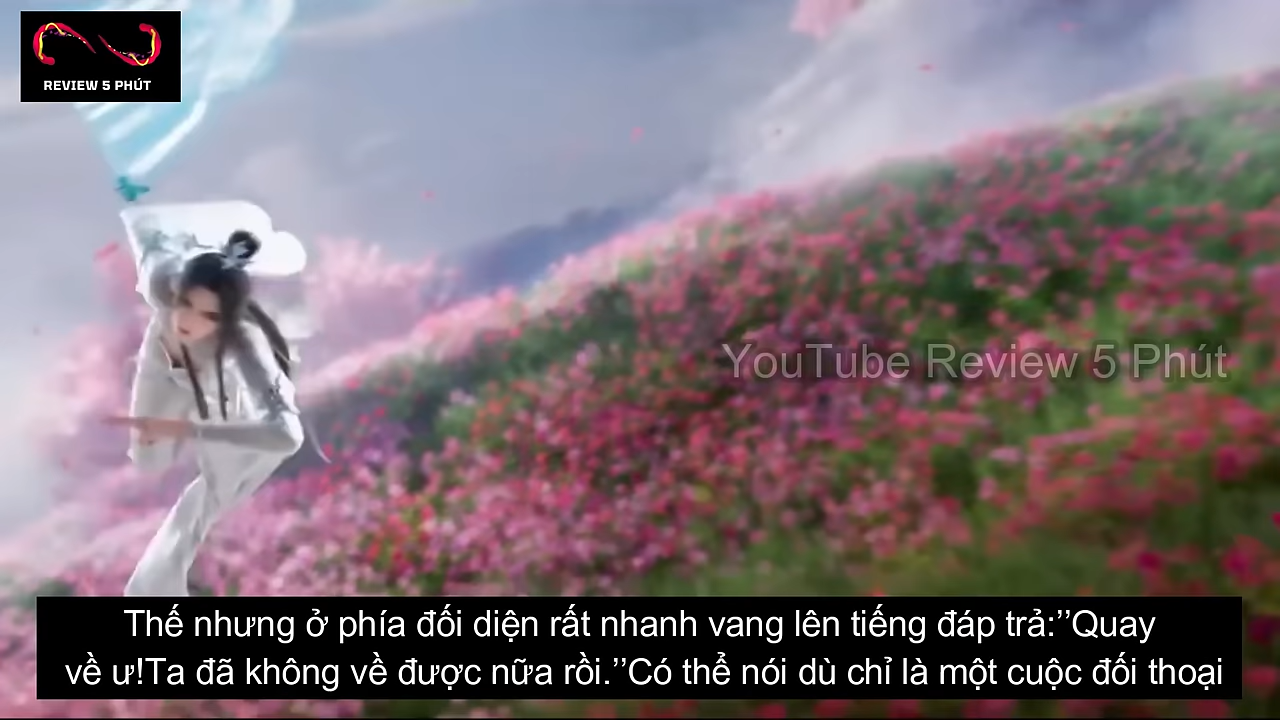 REVIEW 5 PHÚT
YouTube Review 5 Phút
Thế nhưng ở phía đối diện rất nhanh vang lên tiếng đáp trả:’’Quay
về ư!Ta đã không về được nữa rồi.’’Có thể nói dù chỉ là một cuộc đối thoại